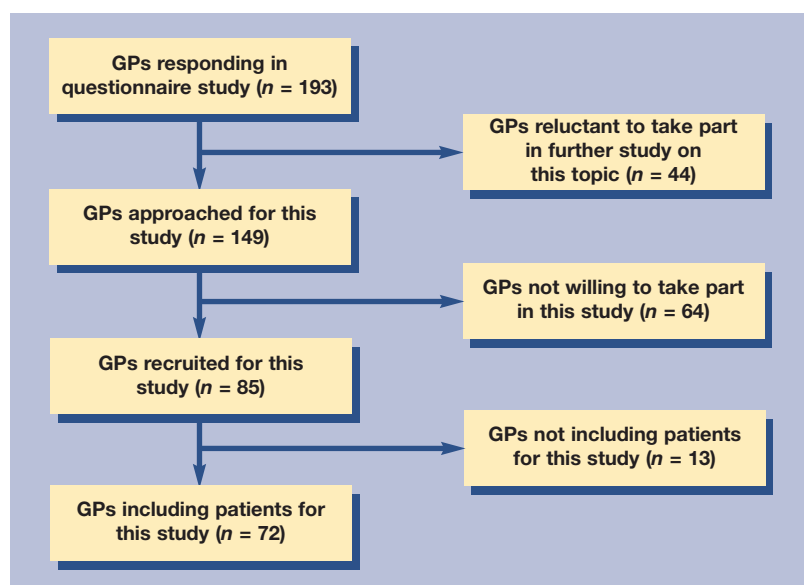 GPs responding in
questionnaire study (n = 193)
GPs reluctant to take part
in further study on
this topic (n = 44)
GPs approached for this
study (n = 149)
GPs not willing to take part
in this study (n = 64)
GPs recruited for this
study (n = 85)
GPs not including patients
for this study (n = 13)
GPs including patients for
this study (n = 72)